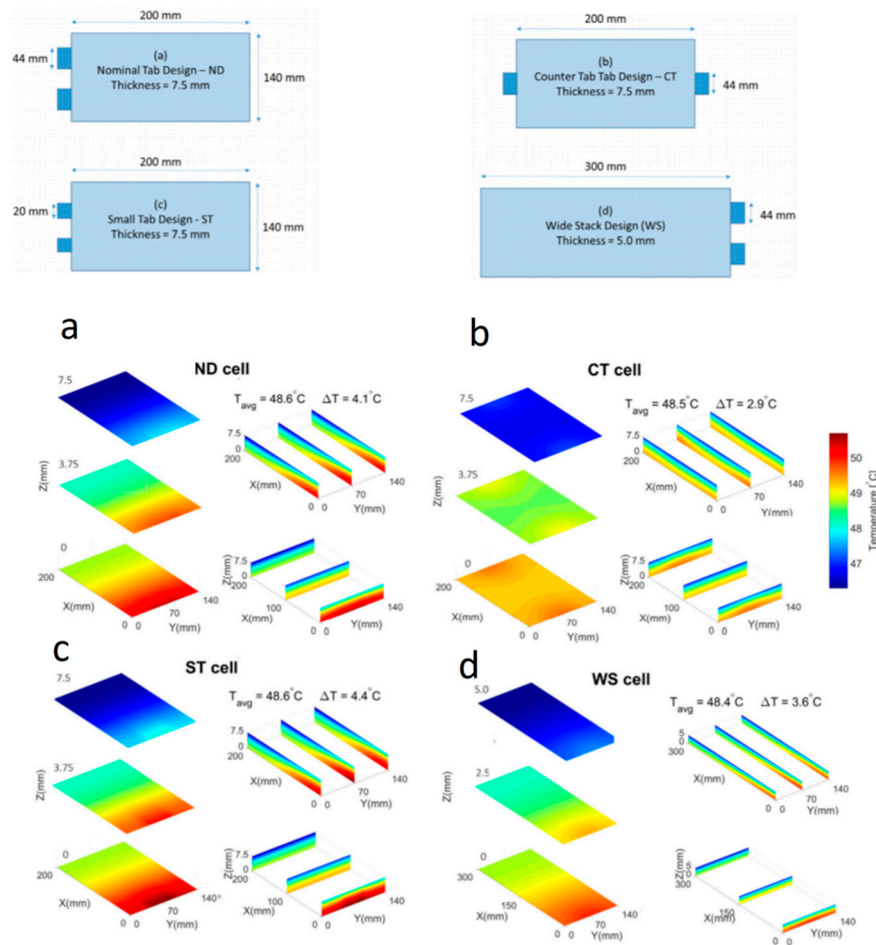 200 mm
44 mm
(a)
Nominal Tab Design – ND
Thickness = 7.5 mm
140 mm
200 mm
(b)
Counter Tab Tab Design – CT
Thickness = 7.5 mm
44 mm
200 mm
20 mm
(c)
Small Tab Design - ST
Thickness = 7.5 mm
140 mm
300 mm
(d)
Wide Stack Design (WS)
Thickness = 5.0 mm
44 mm
a
ND cell
T avg = 48.6°C ΔT = 4.1°C
7.5
3.75
Z(mm)
0
200
X(mm)
0 0
70
140
Y(mm)
7.5
0
200
X(mm)
0 0
70
140
Y(mm)
Z(mm)
7.5
0
200
100
X(mm)
0 0
70
140
Y(mm)
b
CT cell
T avg = 48.5°C ΔT = 2.9°C
7.5
3.75
Z(mm)
0
200
X(mm)
0 0
70
140
Y(mm)
7.5
0
200
X(mm)
0 0
70
140
Y(mm)
Z(mm)
7.5
0
200
100
X(mm)
0 0
70
140
Y(mm)
50
49
48
47
Temperature [°C]
c
ST cell
T avg = 48.6°C ΔT = 4.4°C
7.5
3.75
Z(mm)
0
200
X(mm)
0 0
70
140°
Y(mm)
7.5
0
200
X(mm)
0 0
70
140
Y(mm)
Z(mm)
7.5
0
200
100
X(mm)
0 0
70
140
Y(mm)
d
WS cell
T avg = 48.4°C ΔT = 3.6°C
5.0
2.5
Z(mm)
0
300
X(mm)
0 0
70
140
Y(mm)
5
0
300
X(mm)
0 0
70
140
Y(mm)
Z(mm)
5
0
300
150
X(mm)
0 0
70
140
Y(mm)